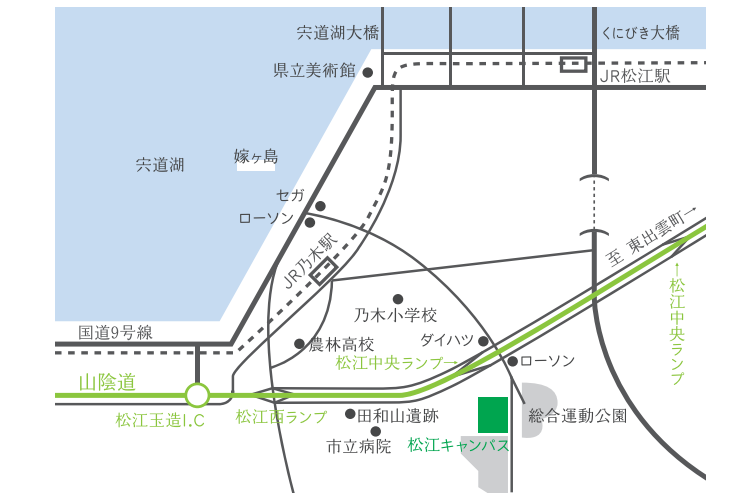 宍道湖大橋
くにびき大橋
県立美術館
JR松江駅
嫁ヶ島
宍道湖
セガ
ローソン
JR乃木駅
至 東出雲町→
←松江中央ランプ
乃木小学校
国道9号線
農林高校
ダイハツ
松江中央ランプ→
ローソン
山陰道
松江玉造I.C
松江西ランプ
田和山遺跡
総合運動公園
市立病院
松江キャンパス